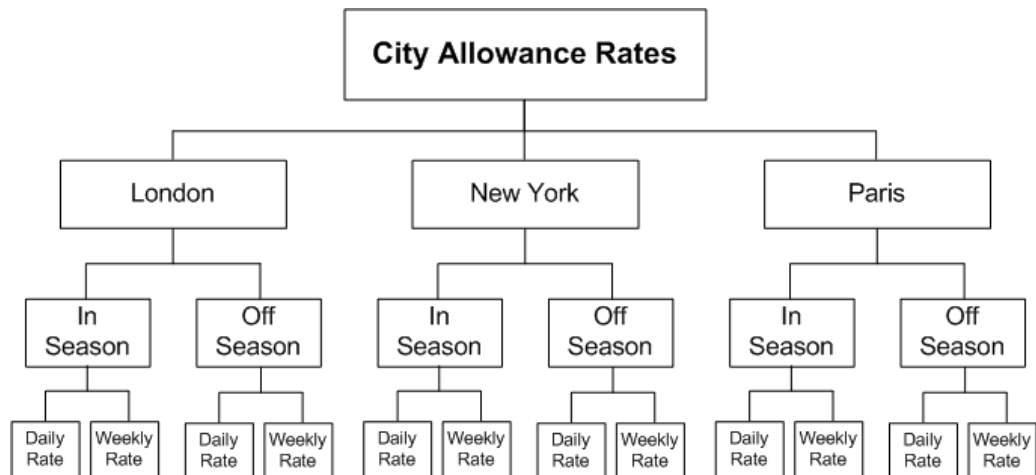 City Allowance Rates
London
New York
Paris
In
Season
Off
Season
In
Season
Off
Season
In
Season
Off
Season
Daily
Rate
Weekly
Rate
Daily
Rate
Weekly
Rate
Daily
Rate
Weekly
Rate
Daily
Rate
Weekly
Rate
Daily
Rate
Weekly
Rate
Daily
Rate
Weekly
Rate